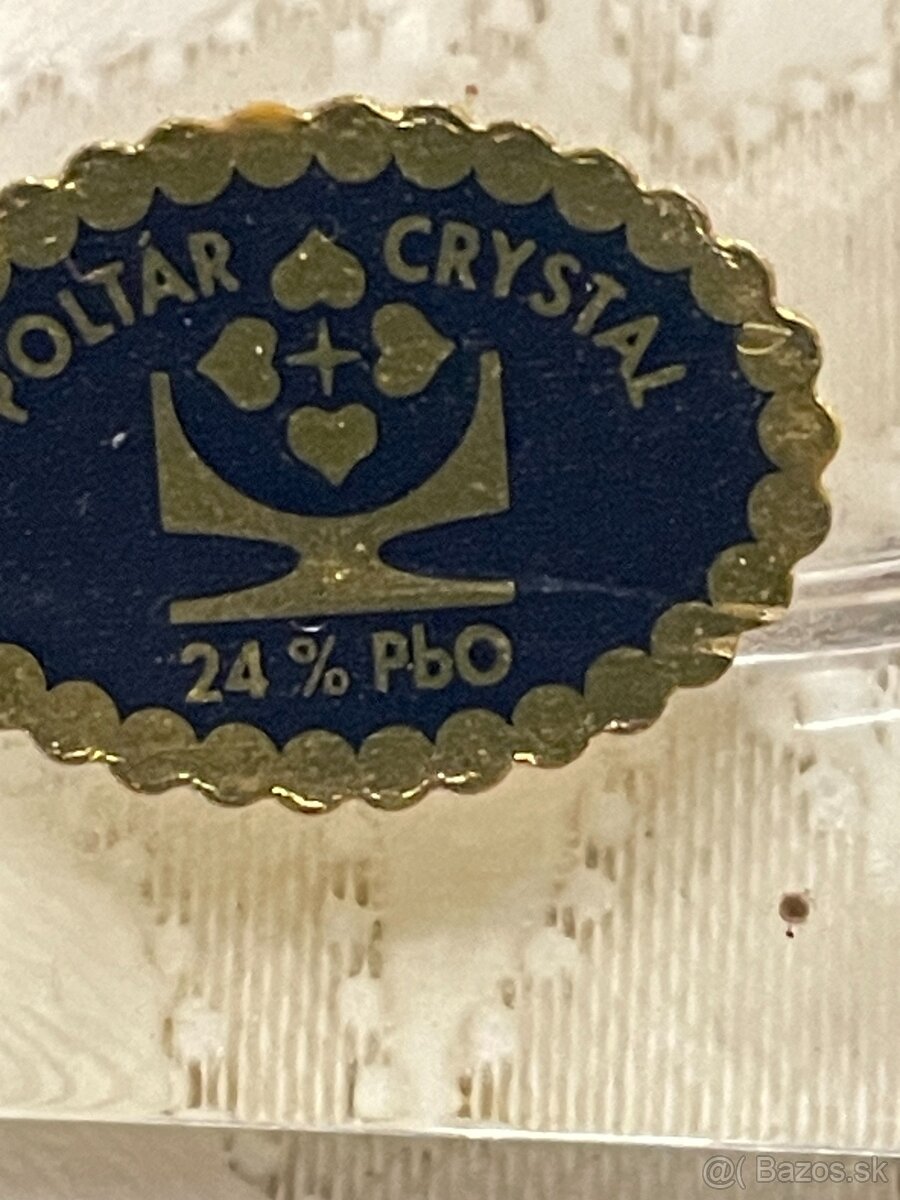 POLTÁR CRYSTAL
24 % PbO
@( Bazos.sk